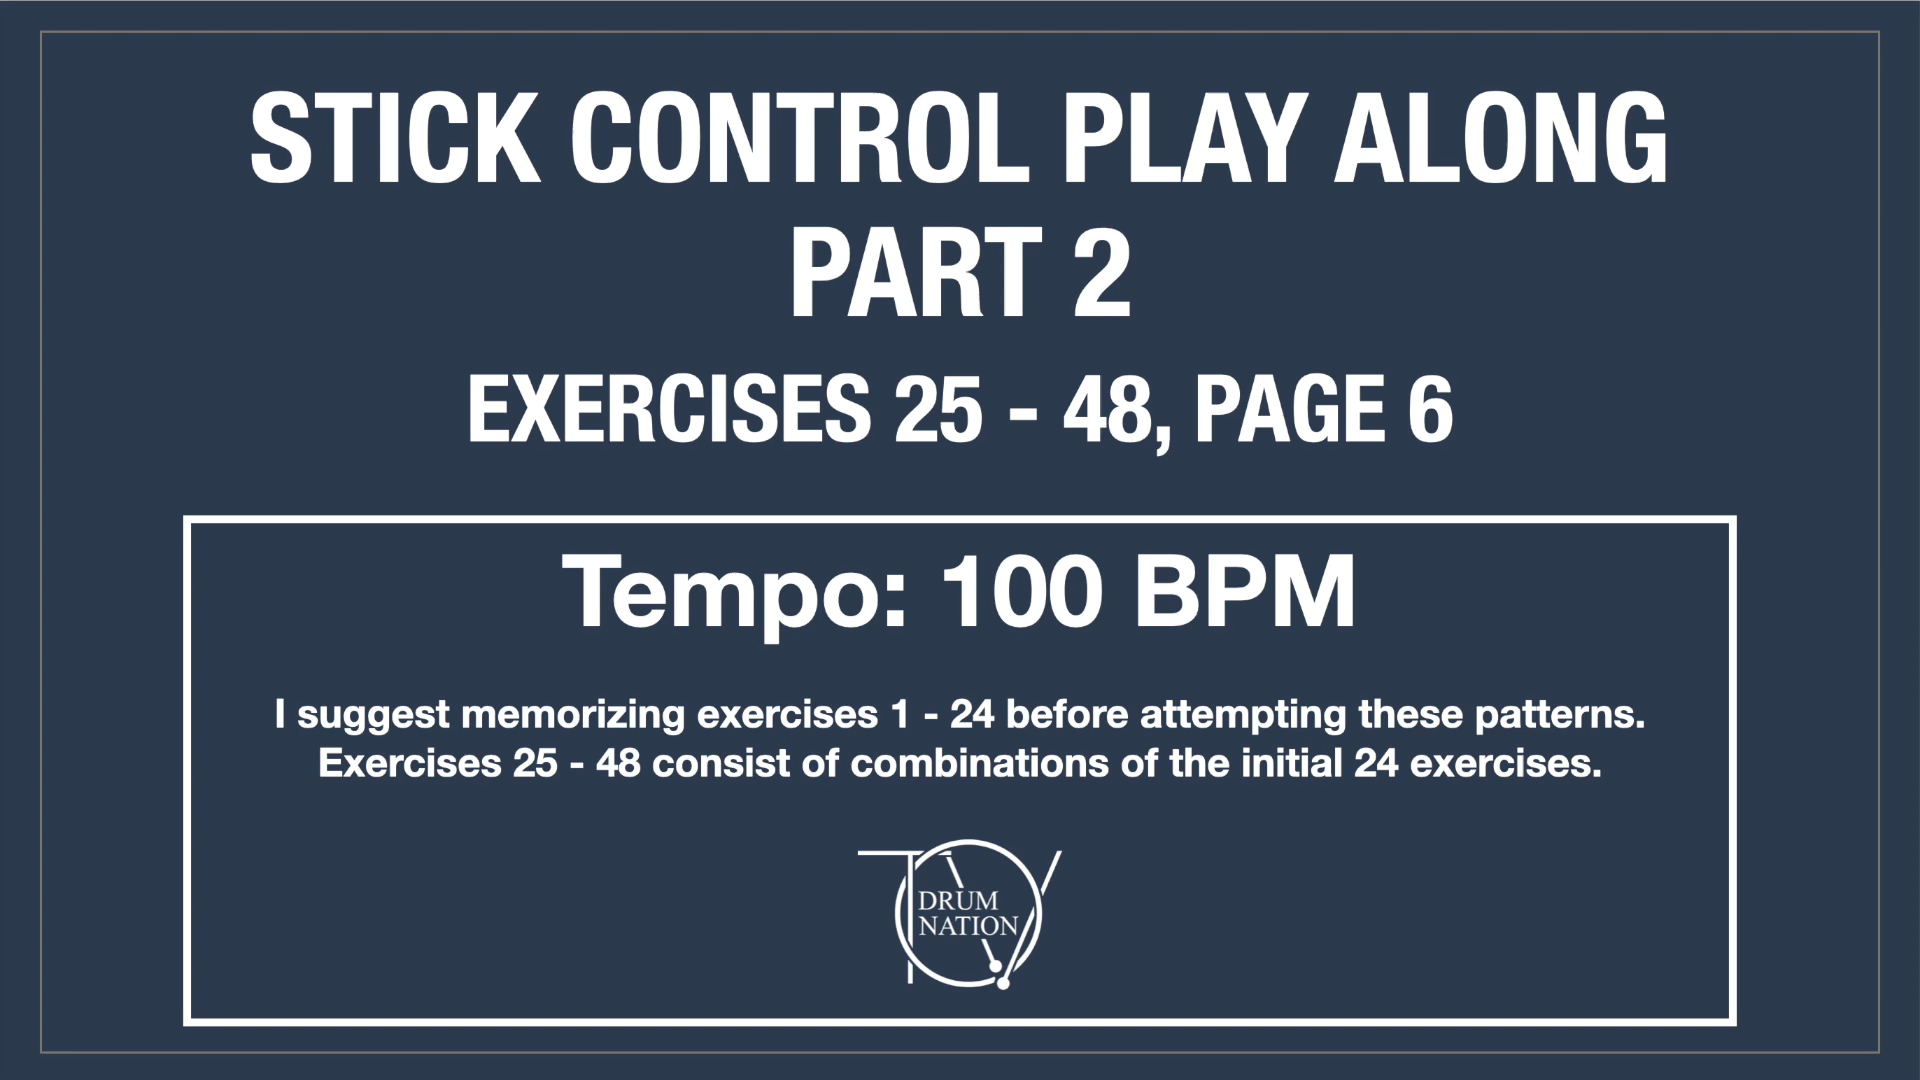 STICK CONTROL PLAY ALONG
PART 2
EXERCISES 25 - 48, PAGE 6
Tempo: 100 BPM
I suggest memorizing exercises 1 - 24 before attempting these patterns.
Exercises 25 - 48 consist of combinations of the initial 24 exercises.
DRUM
NATION